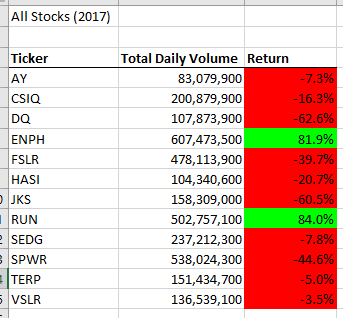 All Stocks (2017)
Ticker Total Daily Volume Return
AY 83,079,900 -7.3%
CSIQ 200,879,900 -16.3%
DQ 107,873,900 -62.6%
ENPH 607,473,500 81.9%
FSLR 478,113,900 -39.7%
HASI 104,340,600 -20.7%
JKS 158,309,000 -60.5%
RUN 502,757,100 84.0%
SEDG 237,212,300 -7.8%
SPWR 538,024,300 -44.6%
TERP 151,434,700 -5.0%
VSLR 136,539,100 -3.5%